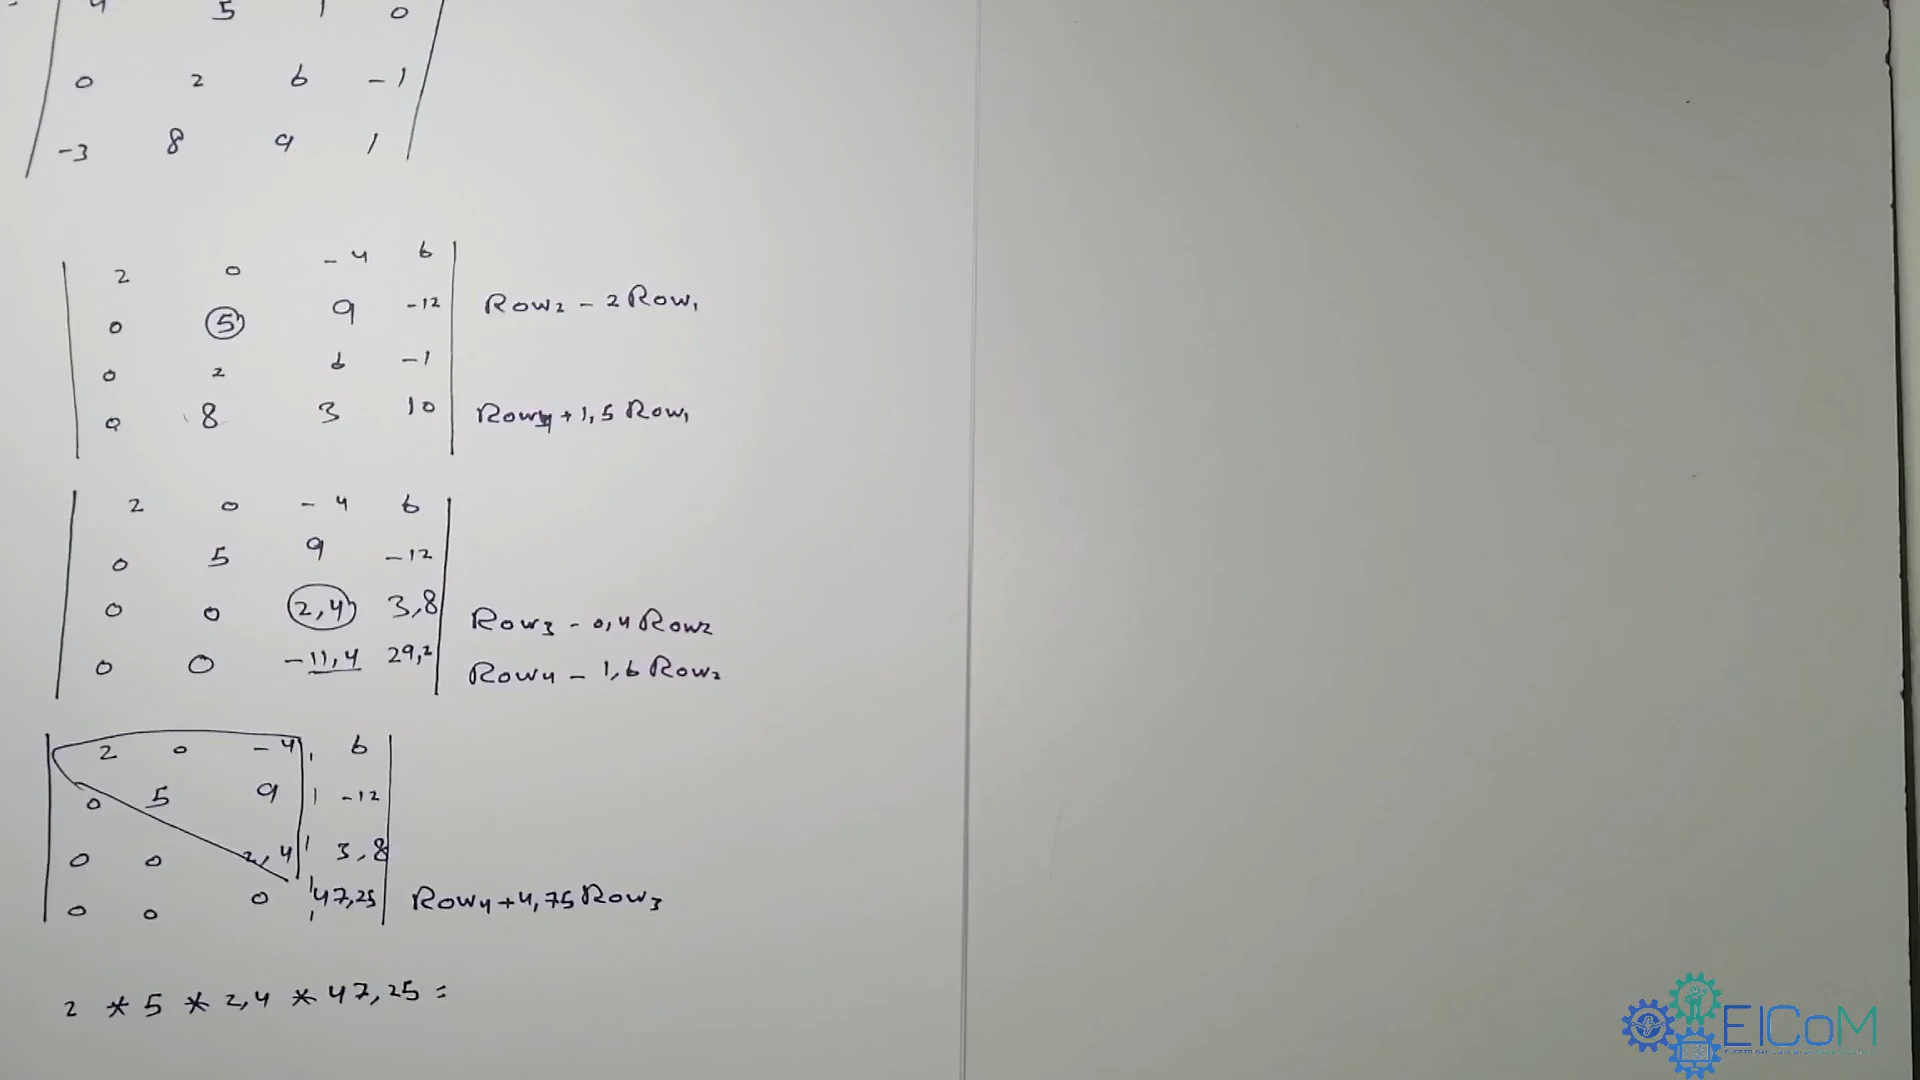 4 5 1 0
0 2 6 -1
-3 8 9 1
2 0 -4 6
0 5 9 -12 Row2 - 2 Row1
0 2 6 -1
0 8 3 10 Row4 + 1,5 Row1
2 0 -4 6
0 5 9 -12
0 0 2,4 3,8 Row3 - 0,4 Row2
0 0 -11,4 29,2 Row4 - 1,6 Row2
2 0 -4 6
0 5 9 -12
0 0 2,4 3,8
0 0 0 47,25 Row4 + 4,75 Row3
2 * 5 * 2,4 * 47,25 =
ElCoM